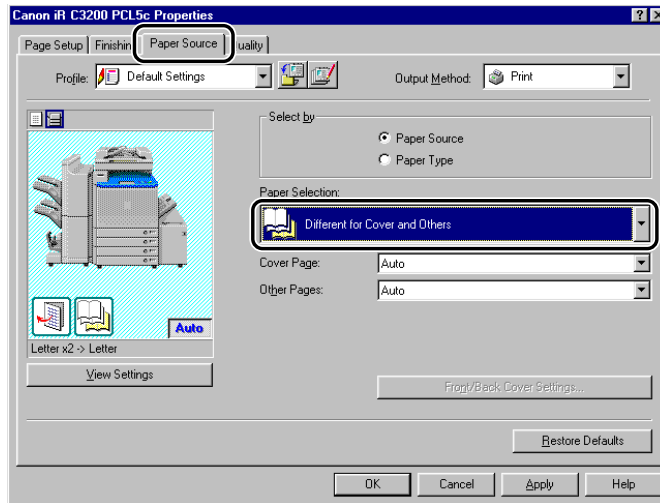 Canon iR C3200 PCL5c Properties
Page Setup Finishin Paper Source uality
Profile: Default Settings Output Method: Print
Select by
Paper Source
Paper Type
Paper Selection:
Different for Cover and Others
Cover Page: Auto
Other Pages: Auto
Auto
Letter x2 -> Letter
View Settings
Front/Back Cover Settings...
Restore Defaults
OK Cancel Apply Help